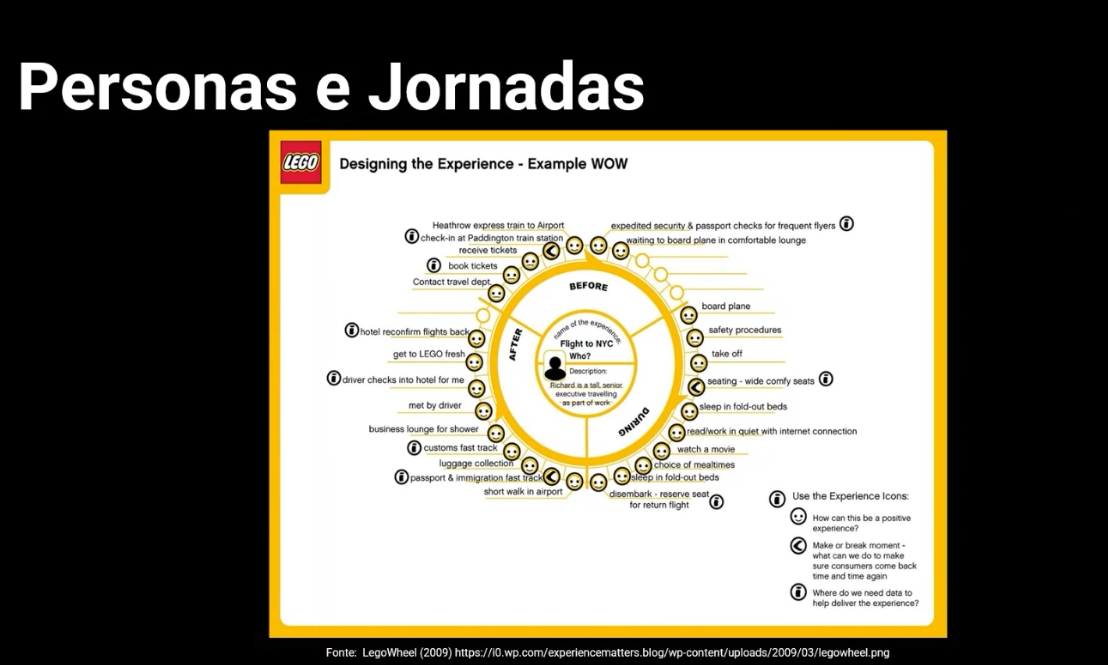 Personas e Jornadas
LEGO
Designing the Experience - Example WOW
Heathrow express train to Airport
check-in at Paddington train station
receive tickets
book tickets
Contact travel dept.
expedited security & passport checks for frequent flyers
waiting to board plane in comfortable lounge
board plane
safety procedures
take off
seating - wide comfy seats
sleep in fold-out beds
read/work in quiet with internet connection
watch a movie
choice of mealtimes
sleep in fold-out beds
disembark - reserve seat
for return flight
short walk in airport
passport & immigration fast track
luggage collection
customs fast track
business lounge for shower
met by driver
driver checks into hotel for me
get to LEGO fresh
hotel reconfirm flights back
BEFORE
DURING
AFTER
name of the experience:
Flight to NYC
Who?
Description:
Richard is a tall, senior
executive travelling
as part of work
Use the Experience Icons:
How can this be a positive
experience?
Make or break moment -
what can we do to make
sure consumers come back
time and time again
Where do we need data to
help deliver the experience?
Fonte: LegoWheel (2009) https://i0.wp.com/experiencematters.blog/wp-content/uploads/2009/03/legowheel.png